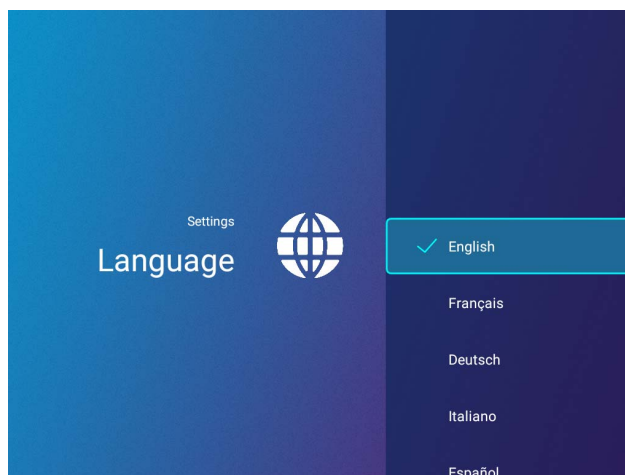 Settings
Language
English
Français
Deutsch
Italiano
Español